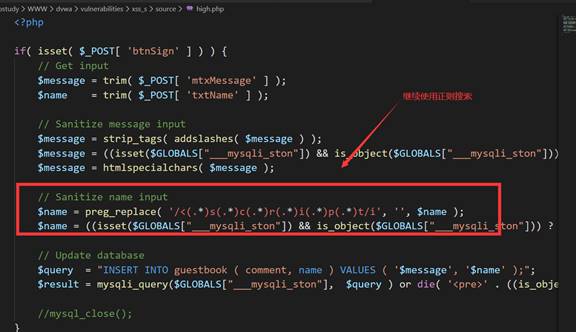 ostudy > WWW > dvwa > vulnerabilities > xss_s > source > high.php
<?php
if( isset( $_POST[ 'btnSign' ] ) ) {
// Get input
$message = trim( $_POST[ 'mtxMessage' ] );
$name = trim( $_POST[ 'txtName' ] );
继续使用正则搜索
// Sanitize message input
$message = strip_tags( addslashes( $message ) );
$message = ((isset($GLOBALS["___mysqli_ston"]) && is_object($GLOBALS["___mysqli_ston"]))
$message = htmlspecialchars( $message );
// Sanitize name input
$name = preg_replace( '/<(.*)s(.*)c(.*)r(.*)i(.*)p(.*)t/i', '', $name );
$name = ((isset($GLOBALS["___mysqli_ston"]) && is_object($GLOBALS["___mysqli_ston"])) ?
// Update database
$query = "INSERT INTO guestbook ( comment, name ) VALUES ( '$message', '$name' );";
$result = mysqli_query($GLOBALS["___mysqli_ston"], $query ) or die( '<pre>' . ((is_ob
//mysql_close();
}